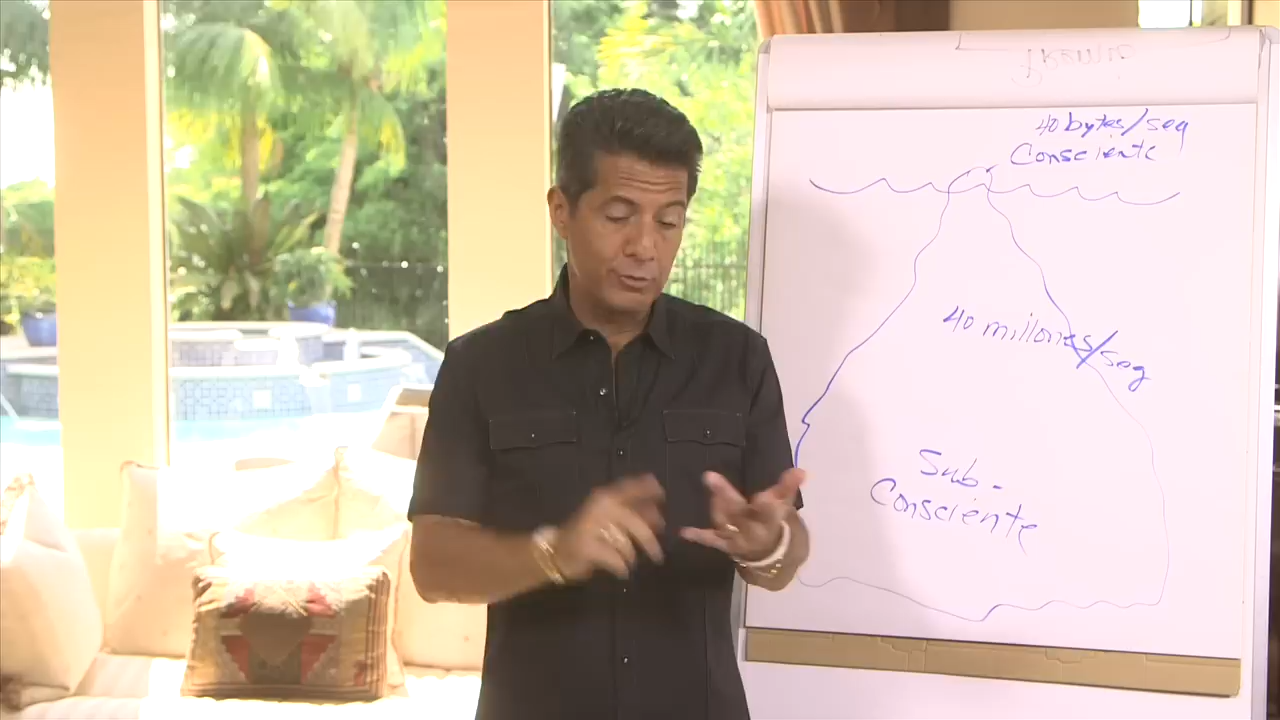 40 bytes/seg
Consciente
40 millones/seg
Sub-
Consciente